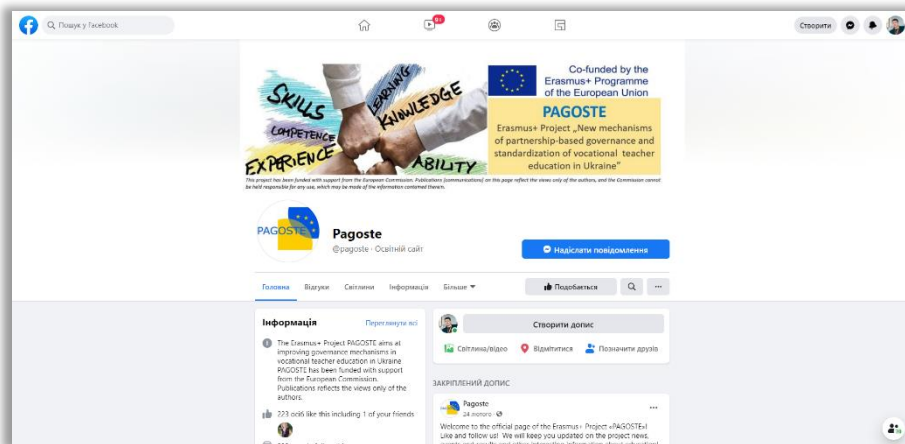 Пошук у Facebook
9+
Створити
SKILLS
LEARNING
KNOWLEDGE
COMPETENCE
EXPERIENCE
ABILITY
Co-funded by the
Erasmus+ Programme
of the European Union
PAGOSTE
Erasmus+ Project „New mechanisms
of partnership-based governance and
standardization of vocational teacher
education in Ukraine"
This project has been funded with support from the European Commission. Publications [communications] on this page reflect the views only of the authors, and the Commission cannot
be held responsible for any use, which may be made of the information contained therein.
PAGOSTE
Pagoste
@pagoste · Освітній сайт
Надіслати повідомлення
Головна Відгуки Світлини Інформація Більше
Подобається
Інформація Переглянути всі
The Erasmus+ Project PAGOSTE aims at
improving governance mechanisms in
vocational teacher education in Ukraine.
PAGOSTE has been funded with support
from the European Commission.
Publications reflects the views only of the
authors.
223 осіб like this including 1 of your friends
Створити допис
Світлина/відео Відмітитися Позначити друзів
ЗАКРІПЛЕНИЙ ДОПИС
Pagoste
24 лютого
Welcome to the official page of the Erasmus+ Project «PAGOSTE»!
Like and follow us! We will keep you updated on the project news,